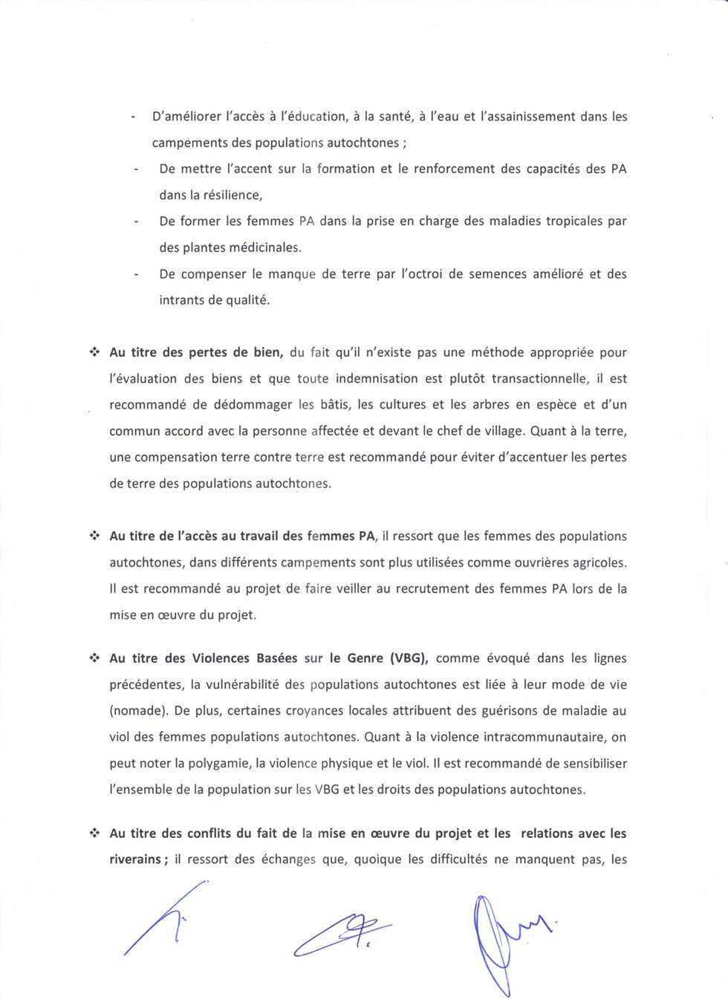 - D'améliorer l'accès à l'éducation, à la santé, à l'eau et l'assainissement dans les
campements des populations autochtones ;
- De mettre l'accent sur la formation et le renforcement des capacités des PA
dans la résilience,
- De former les femmes PA dans la prise en charge des maladies tropicales par
des plantes médicinales.
- De compenser le manque de terre par l'octroi de semences amélioré et des
intrants de qualité.
❖ Au titre des pertes de bien, du fait qu'il n'existe pas une méthode appropriée pour
l'évaluation des biens et que toute indemnisation est plutôt transactionnelle, il est
recommandé de dédommager les bâtis, les cultures et les arbres en espèce et d'un
commun accord avec la personne affectée et devant le chef de village. Quant à la terre,
une compensation terre contre terre est recommandé pour éviter d'accentuer les pertes
de terre des populations autochtones.
❖ Au titre de l'accès au travail des femmes PA, il ressort que les femmes des populations
autochtones, dans différents campements sont plus utilisées comme ouvrières agricoles.
Il est recommandé au projet de faire veiller au recrutement des femmes PA lors de la
mise en œuvre du projet.
❖ Au titre des Violences Basées sur le Genre (VBG), comme évoqué dans les lignes
précédentes, la vulnérabilité des populations autochtones est liée à leur mode de vie
(nomade). De plus, certaines croyances locales attribuent des guérisons de maladie au
viol des femmes populations autochtones. Quant à la violence intracommunautaire, on
peut noter la polygamie, la violence physique et le viol. Il est recommandé de sensibiliser
l'ensemble de la population sur les VBG et les droits des populations autochtones.
❖ Au titre des conflits du fait de la mise en œuvre du projet et les relations avec les
riverains ; il ressort des échanges que, quoique les difficultés ne manquent pas, les